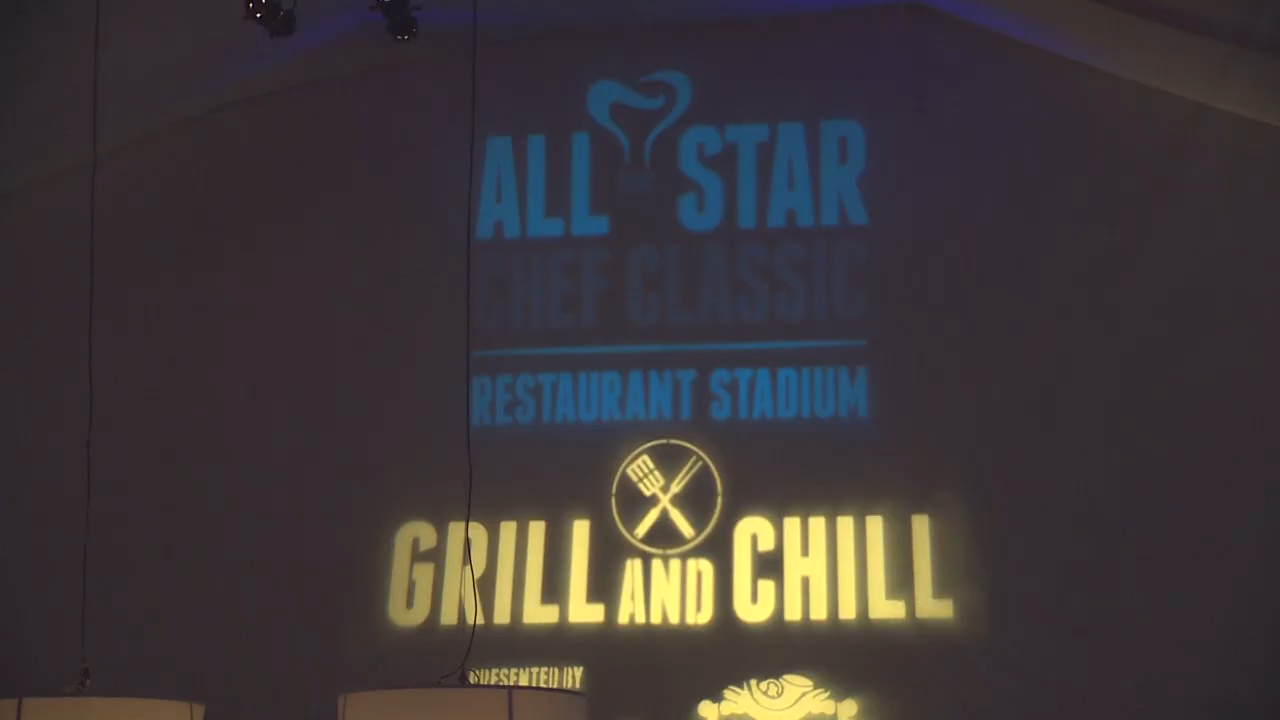 ALL STAR
CHEF CLASSIC
RESTAURANT STADIUM
GRILL AND CHILL
PRESENTED BY